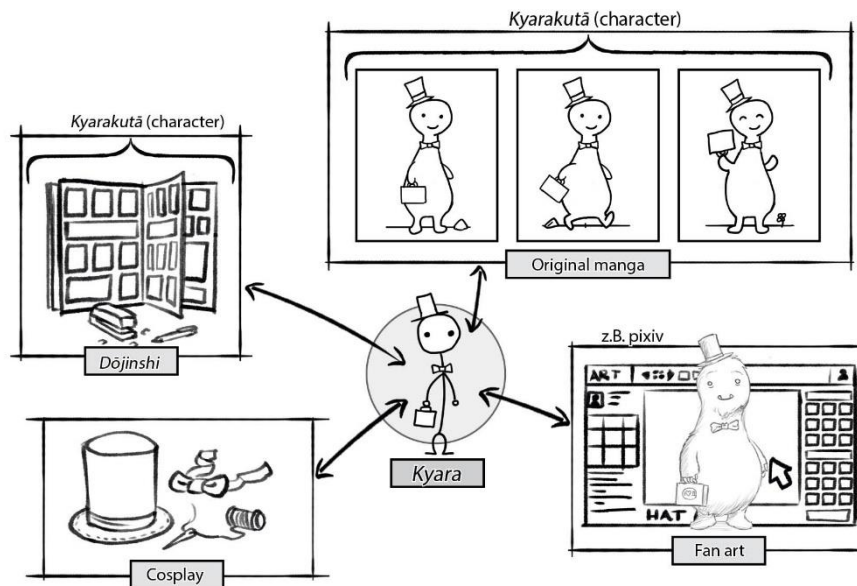 Kyarakutā (character)
Kyarakutā (character)
Original manga
Dōjinshi
z.B. pixiv
ART
HAT
Kyara
Cosplay
Fan art